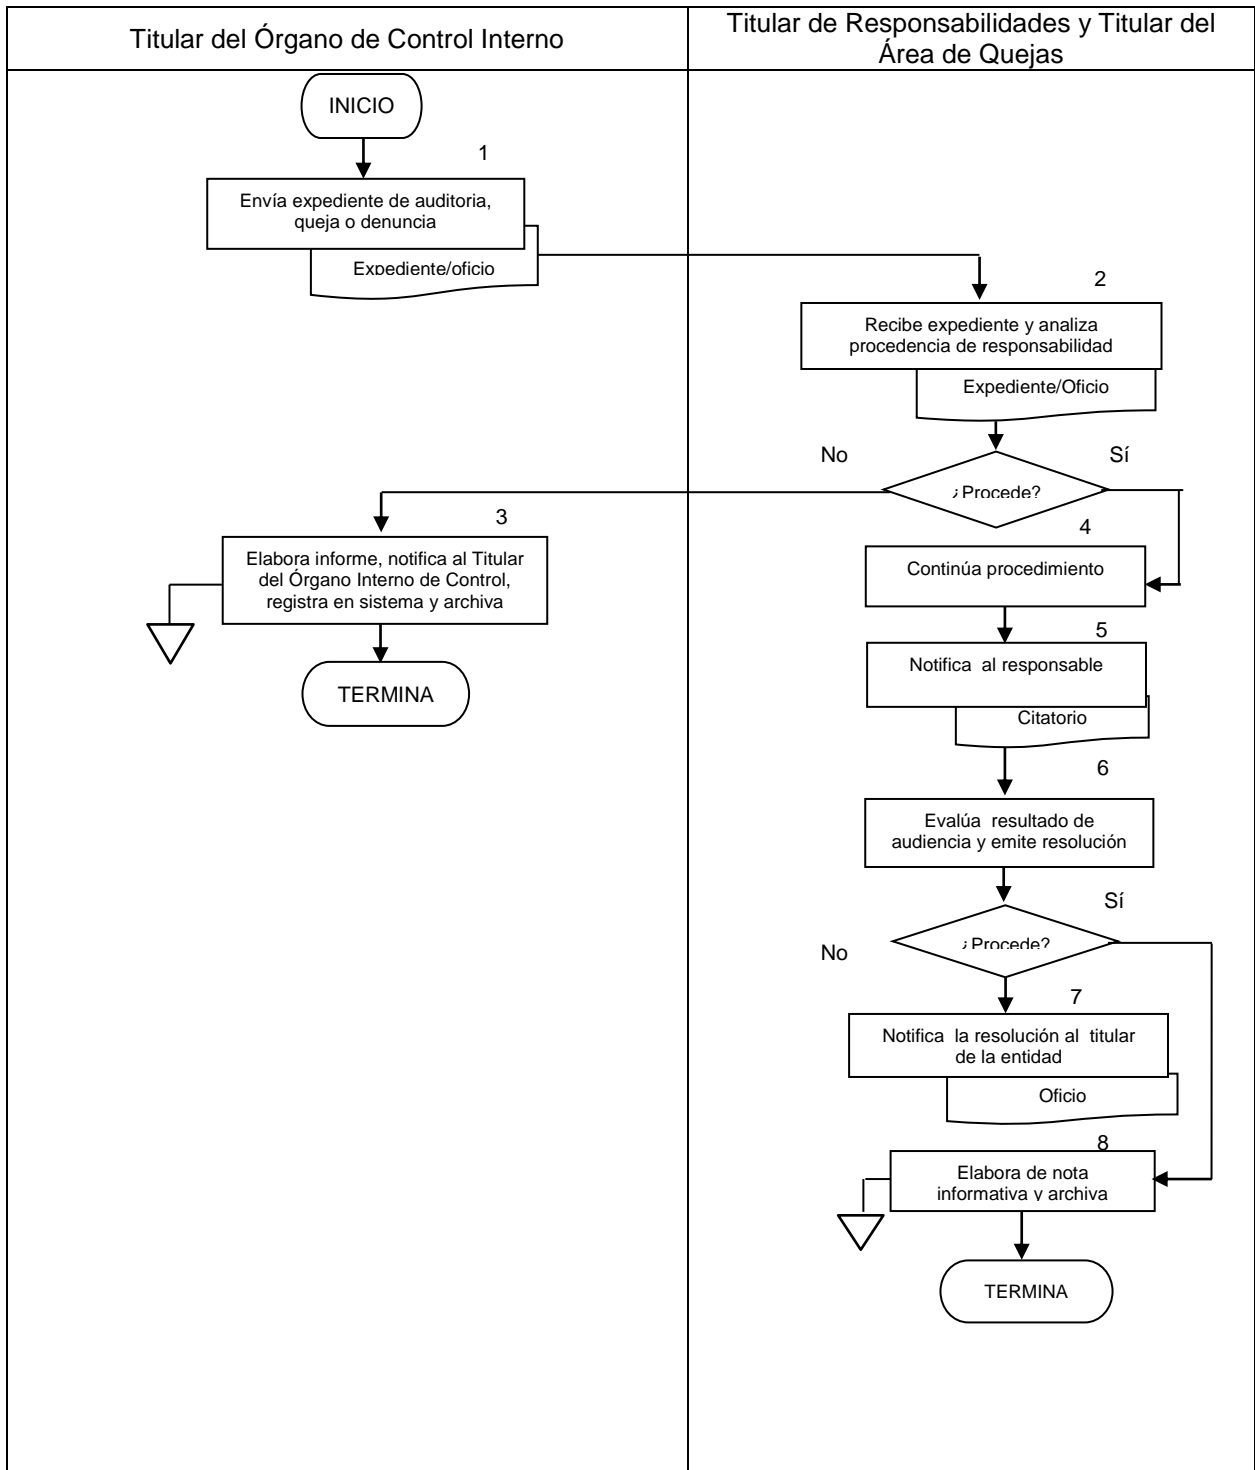 Titular del Órgano de Control Interno
Titular de Responsabilidades y Titular del
Área de Quejas
INICIO
1
Envía expediente de auditoria,
queja o denuncia
Expediente/oficio
2
Recibe expediente y analiza
procedencia de responsabilidad
Expediente/Oficio
No
Sí
¿Procede?
3
Elabora informe, notifica al Titular
del Órgano Interno de Control,
registra en sistema y archiva
TERMINA
4
Continúa procedimiento
5
Notifica al responsable
Citatorio
6
Evalúa resultado de
audiencia y emite resolución
Sí
No
¿Procede?
7
Notifica la resolución al titular
de la entidad
Oficio
8
Elabora de nota
informativa y archiva
TERMINA